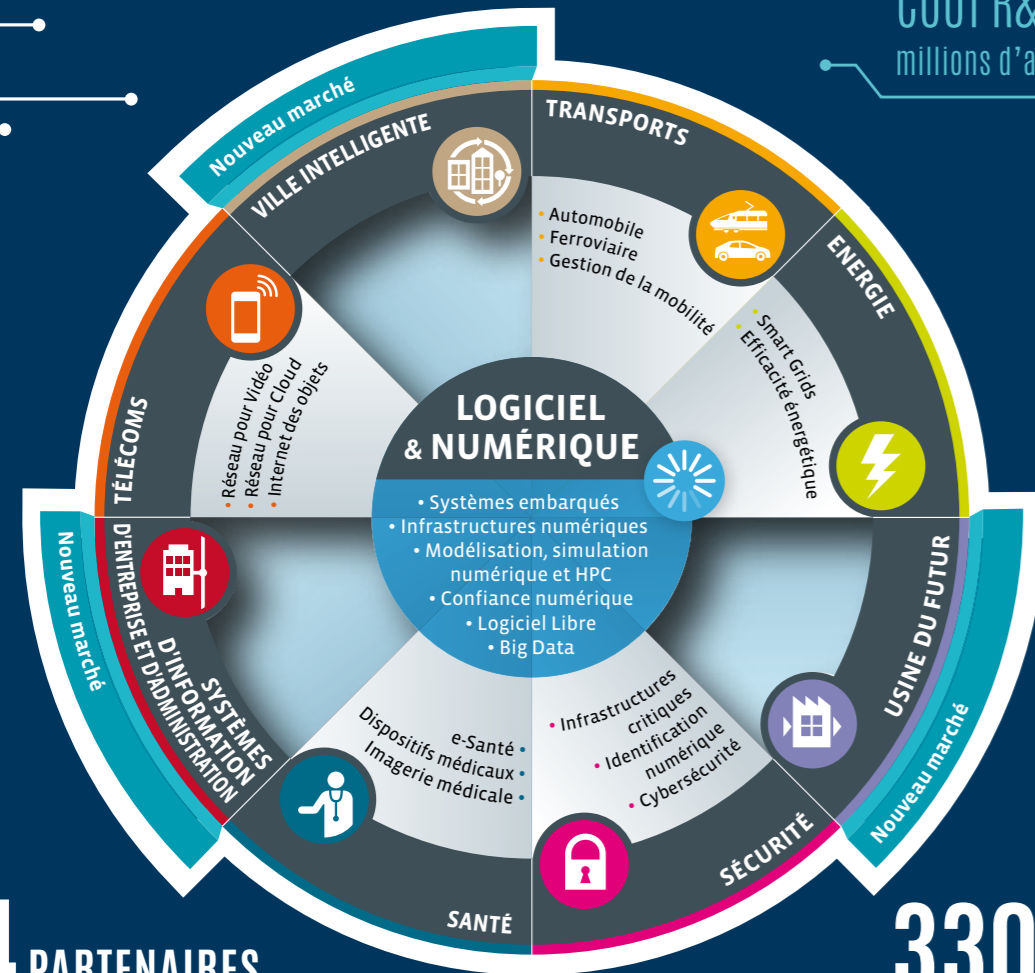 COÛT R&
millions d'a
Nouveau marché
VILLE INTELLIGENTE
TRANSPORTS
• Automobile
• Ferroviaire
• Gestion de la mobilité
ENERGIE
• Smart Grids
• Efficacité énergétique
TÉLÉCOMS
• Réseau pour Vidéo
• Réseau pour Cloud
• Internet des objets
LOGICIEL
& NUMÉRIQUE
• Systèmes embarqués
• Infrastructures numériques
• Modélisation, simulation
numérique et HPC
• Confiance numérique
• Logiciel Libre
• Big Data
Nouveau marché
SYSTÈMES
D'INFORMATION
D'ENTREPRISE ET D'ADMINISTRATION
USINE DU FUTUR
Nouveau marché
e-Santé •
Dispositifs médicaux •
Imagerie médicale •
SANTÉ
• Infrastructures
critiques
• Identification
numérique
• Cybersécurité
SÉCURITÉ
PARTENAIRES
330